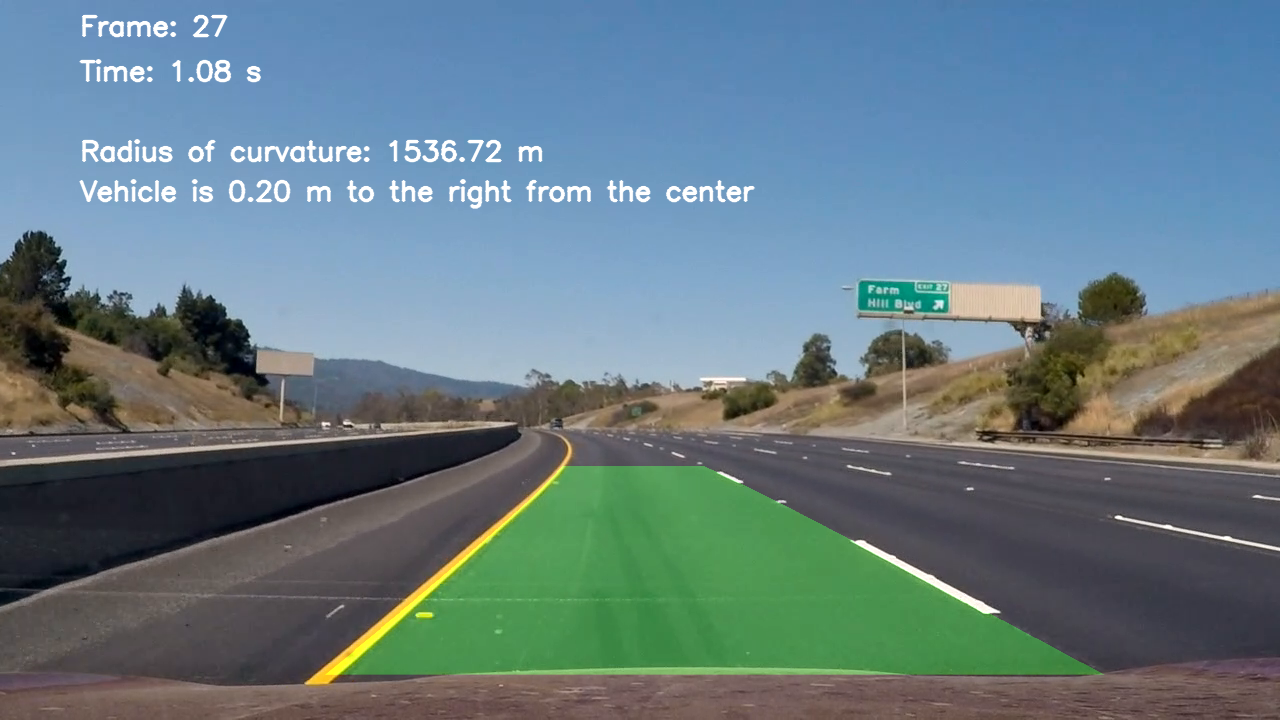 Frame: 27
Time: 1.08 s
Radius of curvature: 1536.72 m
Vehicle is 0.20 m to the right from the center
EXIT 27
Farm
Hill Blvd